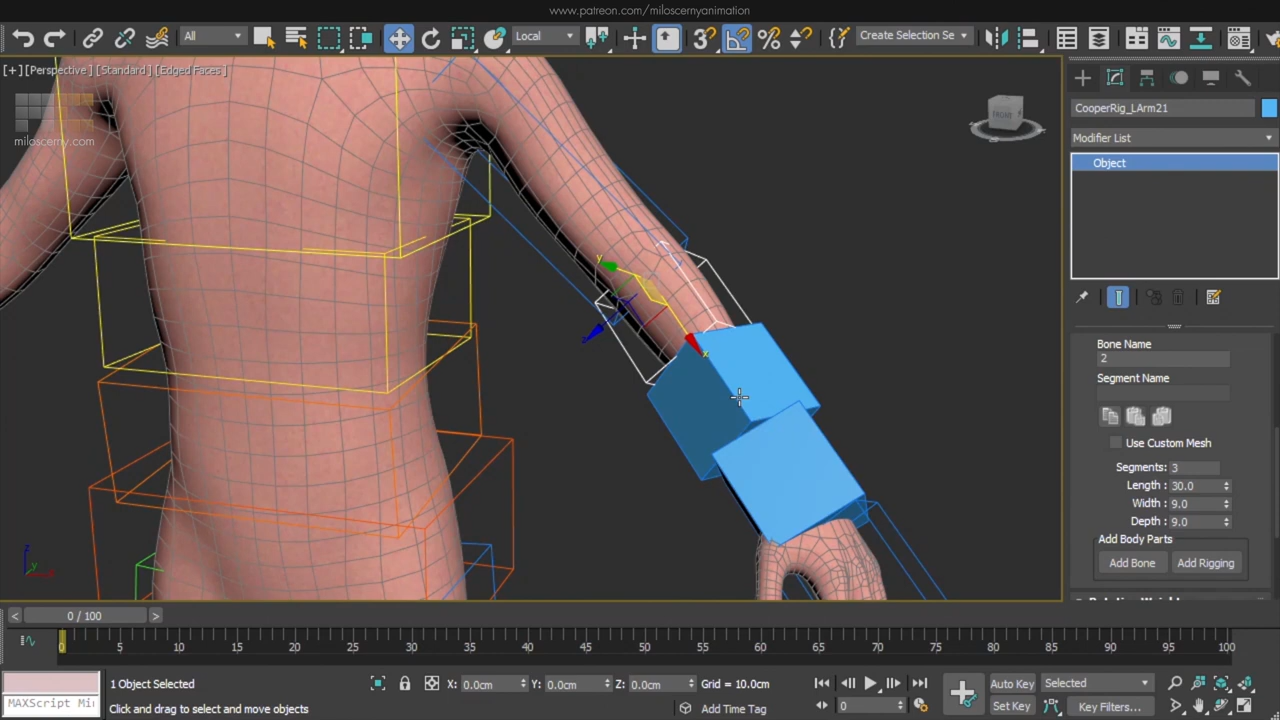 www.patreon.com/miloscernyanimation
All
Local
3
Create Selection Se
[+] [Perspective] [Standard] [Edged Faces]
miloscerny.com
FRONT
y
z
x
z
y
CooperRig_LArm21
Modifier List
Object
Bone Name
2
Segment Name
Use Custom Mesh
Segments: 3
Length : 30.0
Width : 9.0
Depth : 9.0
Add Body Parts
Add Bone
Add Rigging
< 0 / 100 >
0 5 10 15 20 25 30 35 40 45 50 55 60 65 70 75 80 85 90 95 100
1 Object Selected
X: 0.0cm
Y: 0.0cm
Z: 0.0cm
Grid = 10.0cm
Auto Key
Selected
MAXScript Mi
Click and drag to select and move objects
Add Time Tag
0
Set Key
Key Filters...